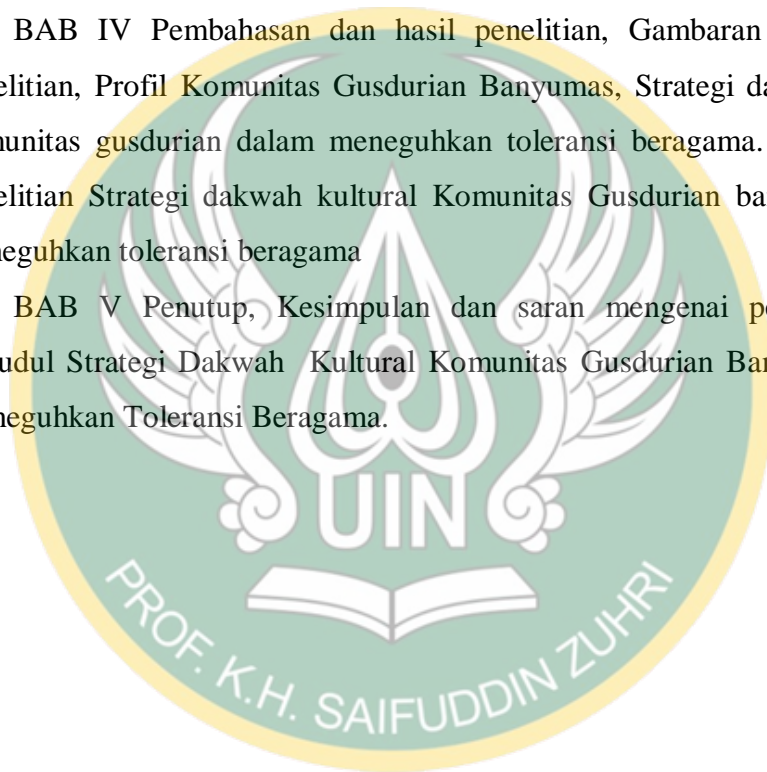 BAB IV Pembahasan dan hasil penelitian, Gambaran
elitian, Profil Komunitas Gusdurian Banyumas, Strategi da
munitas gusdurian dalam meneguhkan toleransi beragama.
elitian Strategi dakwah kultural Komunitas Gusdurian ba
neguhkan toleransi beragama
BAB V Penutup, Kesimpulan dan saran mengenai pe
udul Strategi Dakwah Kultural Komunitas Gusdurian Ban
neguhkan Toleransi Beragama.
UIN
PROF. K.H. SAIFUDDIN ZUHRI